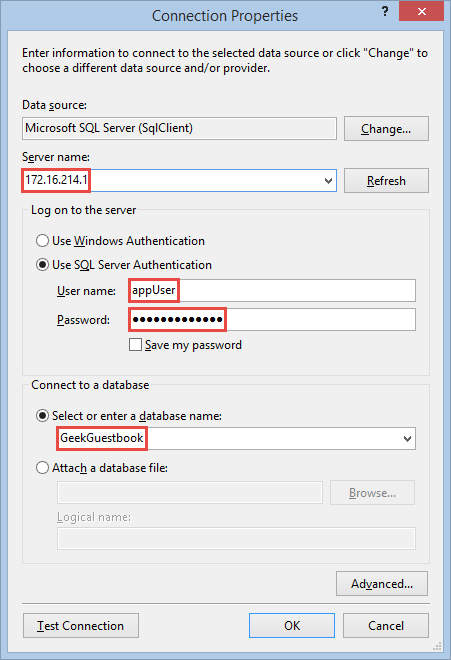 Connection Properties
?
Enter information to connect to the selected data source or click "Change" to
choose a different data source and/or provider.
Data source:
Microsoft SQL Server (SqlClient)
Change...
Server name:
172.16.214.1
Refresh
Log on to the server
Use Windows Authentication
Use SQL Server Authentication
User name:
appUser
Password:
●●●●●●●●●●●●●
Save my password
Connect to a database
Select or enter a database name:
GeekGuestbook
Attach a database file:
Browse...
Logical name:
Advanced...
Test Connection
OK
Cancel